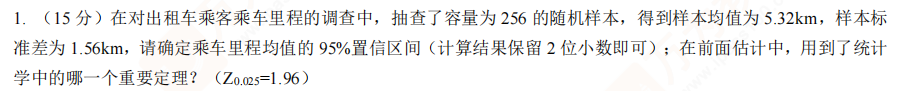 1. （15 分）在对出租车乘客乘车里程的调查中，抽查了容量为 256 的随机样本，得到样本均值为 5.32km，样本标
准差为 1.56km，请确定乘车里程均值的 95%置信区间（计算结果保留 2 位小数即可）；在前面估计中，用到了统计
学中的哪一个重要定理？（Z0.025=1.96）